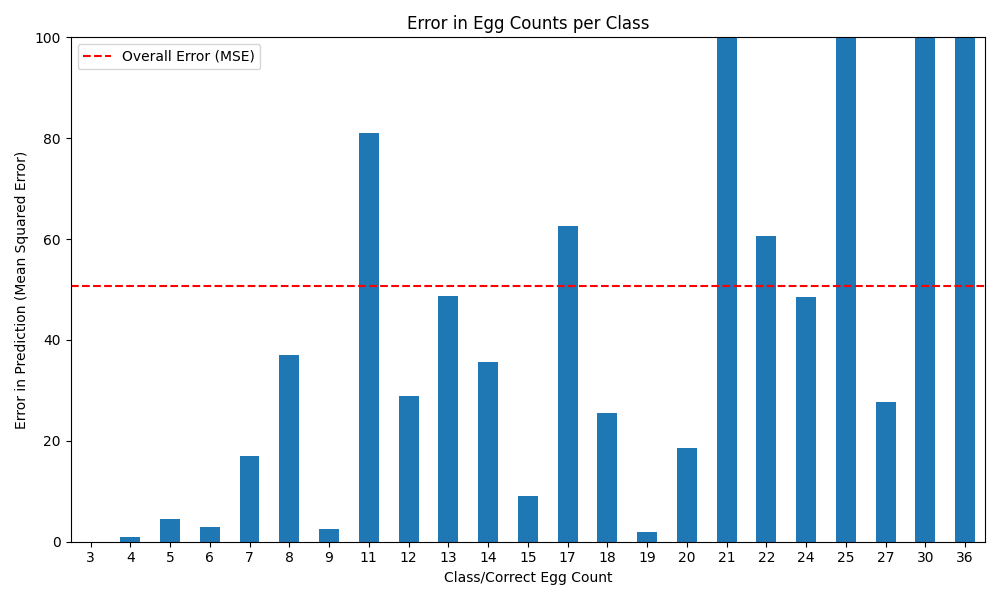 Error in Egg Counts per Class
Overall Error (MSE)
Error in Prediction (Mean Squared Error)
100
80
60
40
20
0
3 4 5 6 7 8 9 11 12 13 14 15 17 18 19 20 21 22 24 25 27 30 36
Class/Correct Egg Count